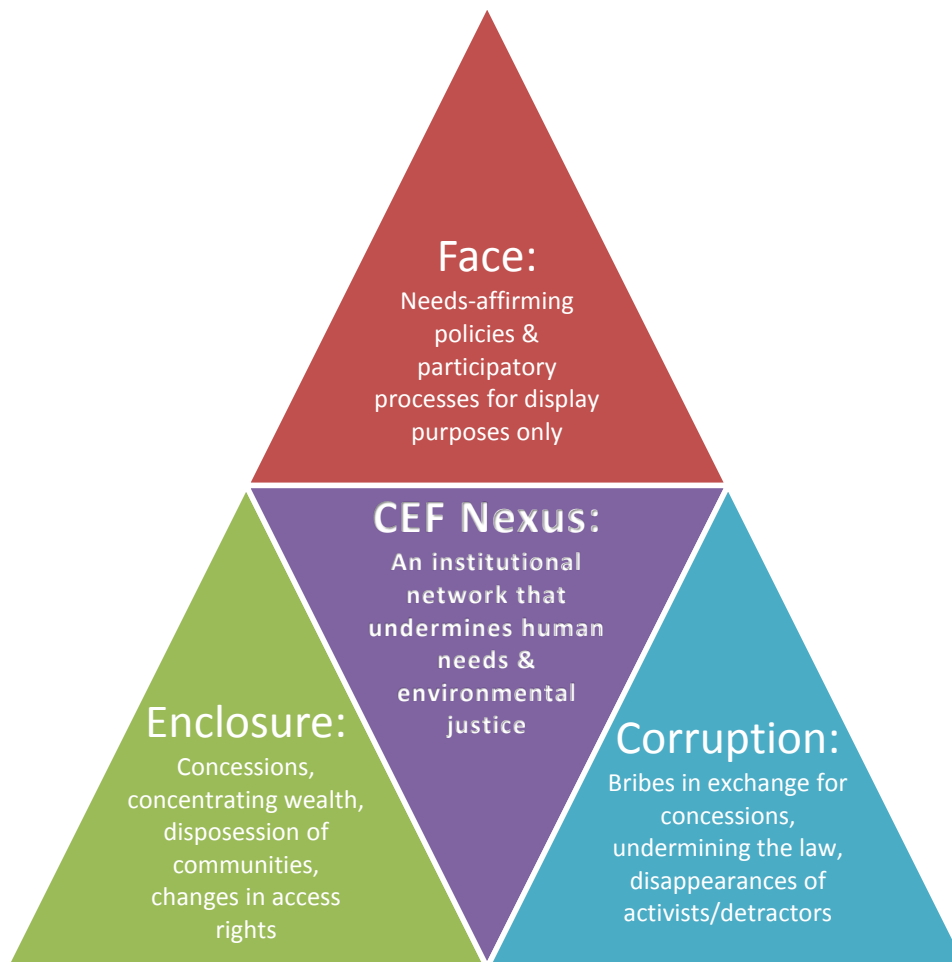 Face:
Needs-affirming
policies &
participatory
processes for display
purposes only
CEF Nexus:
An institutional
network that
undermines human
needs &
environmental
justice
Enclosure:
Concessions,
concentrating wealth,
disposession of
communities,
changes in access
rights
Corruption:
Bribes in exchange for
concessions,
undermining the law,
disappearances of
activists/detractors